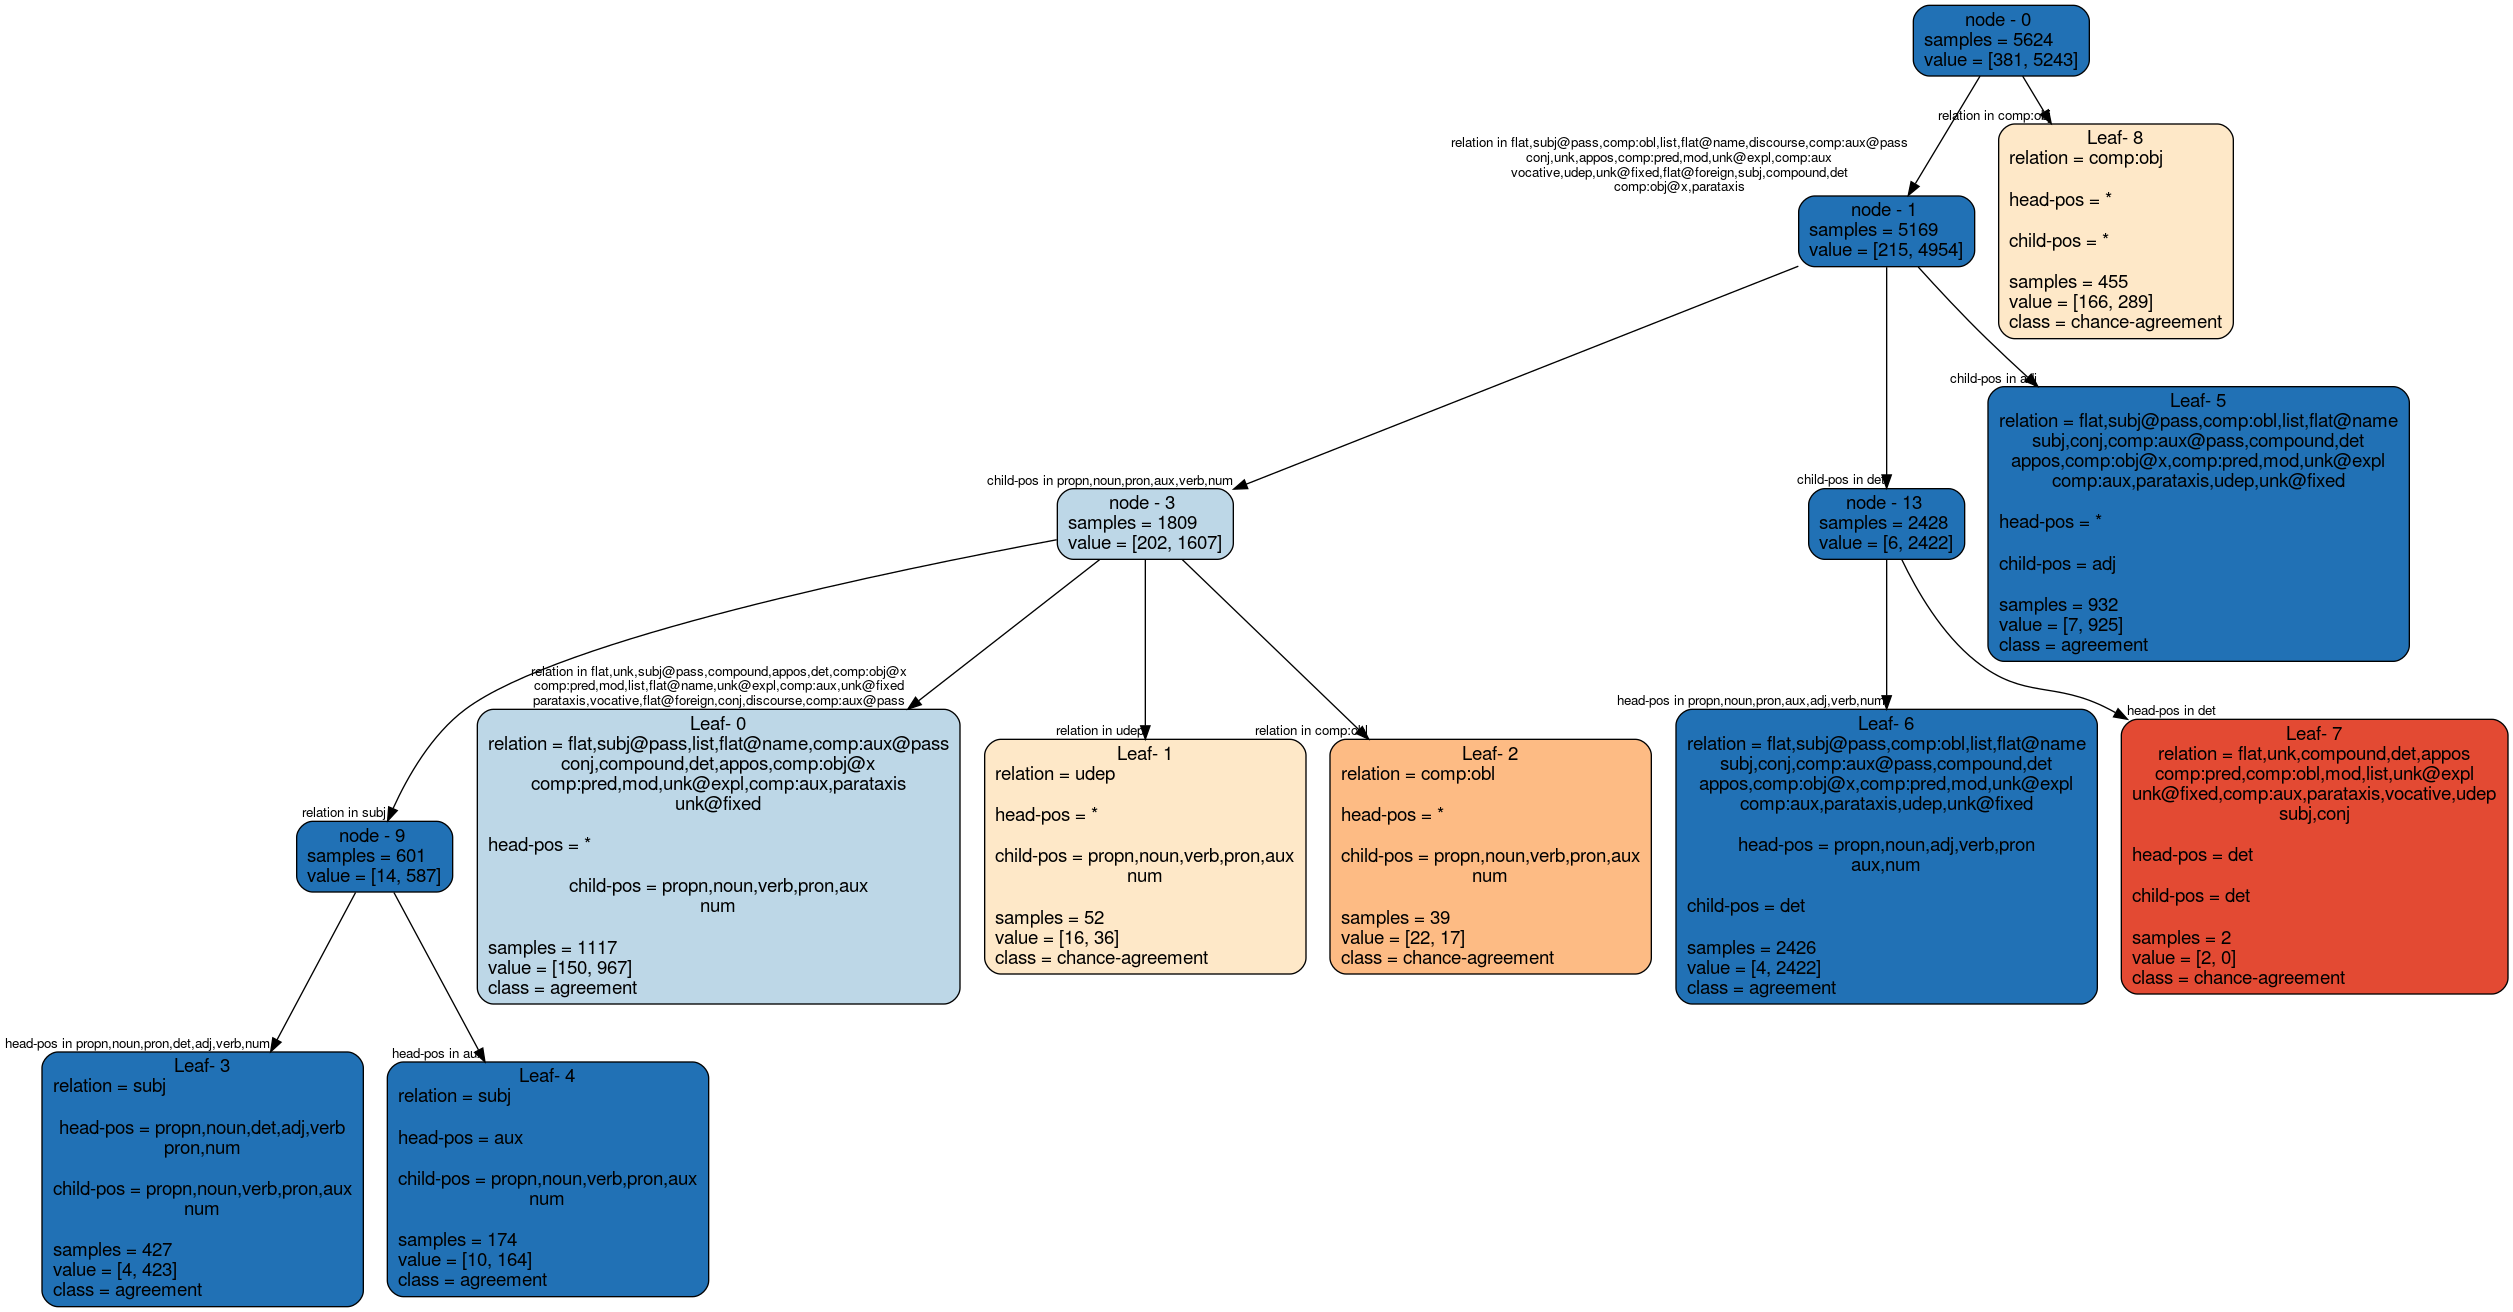 node - 0
samples = 5624
value = [381, 5243]
relation in comp:obj
Leaf- 8
relation = comp:obj
head-pos = *
child-pos = *
samples = 455
value = [166, 289]
class = chance-agreement
relation in flat,subj@pass,comp:obl,list,flat@name,discourse,comp:aux@pass
conj,unk,appos,comp:pred,mod,unk@expl,comp:aux
vocative,udep,unk@fixed,flat@foreign,subj,compound,det
comp:obj@x,parataxis
node - 1
samples = 5169
value = [215, 4954]
child-pos in adj
Leaf- 5
relation = flat,subj@pass,comp:obl,list,flat@name
subj,conj,comp:aux@pass,compound,det
appos,comp:obj@x,comp:pred,mod,unk@expl
comp:aux,parataxis,udep,unk@fixed
head-pos = *
child-pos = adj
samples = 932
value = [7, 925]
class = agreement
child-pos in propn,noun,pron,aux,verb,num
node - 3
samples = 1809
value = [202, 1607]
child-pos in det
node - 13
samples = 2428
value = [6, 2422]
relation in subj
node - 9
samples = 601
value = [14, 587]
relation in flat,unk,subj@pass,compound,appos,det,comp:obj@x
comp:pred,mod,list,flat@name,unk@expl,comp:aux,unk@fixed
parataxis,vocative,flat@foreign,conj,discourse,comp:aux@pass
Leaf- 0
relation = flat,subj@pass,list,flat@name,comp:aux@pass
conj,compound,det,appos,comp:obj@x
comp:pred,mod,unk@expl,comp:aux,parataxis
unk@fixed
head-pos = *
child-pos = propn,noun,verb,pron,aux
num
samples = 1117
value = [150, 967]
class = agreement
relation in udep
Leaf- 1
relation = udep
head-pos = *
child-pos = propn,noun,verb,pron,aux
num
samples = 52
value = [16, 36]
class = chance-agreement
relation in comp:obl
Leaf- 2
relation = comp:obl
head-pos = *
child-pos = propn,noun,verb,pron,aux
num
samples = 39
value = [22, 17]
class = chance-agreement
head-pos in propn,noun,pron,aux,adj,verb,num
Leaf- 6
relation = flat,subj@pass,comp:obl,list,flat@name
subj,conj,comp:aux@pass,compound,det
appos,comp:obj@x,comp:pred,mod,unk@expl
comp:aux,parataxis,udep,unk@fixed
head-pos = propn,noun,adj,verb,pron
aux,num
child-pos = det
samples = 2426
value = [4, 2422]
class = agreement
head-pos in det
Leaf- 7
relation = flat,unk,compound,det,appos
comp:pred,comp:obl,mod,list,unk@expl
unk@fixed,comp:aux,parataxis,vocative,udep
subj,conj
head-pos = det
child-pos = det
samples = 2
value = [2, 0]
class = chance-agreement
head-pos in propn,noun,pron,det,adj,verb,num
Leaf- 3
relation = subj
head-pos = propn,noun,det,adj,verb
pron,num
child-pos = propn,noun,verb,pron,aux
num
samples = 427
value = [4, 423]
class = agreement
head-pos in aux
Leaf- 4
relation = subj
head-pos = aux
child-pos = propn,noun,verb,pron,aux
num
samples = 174
value = [10, 164]
class = agreement